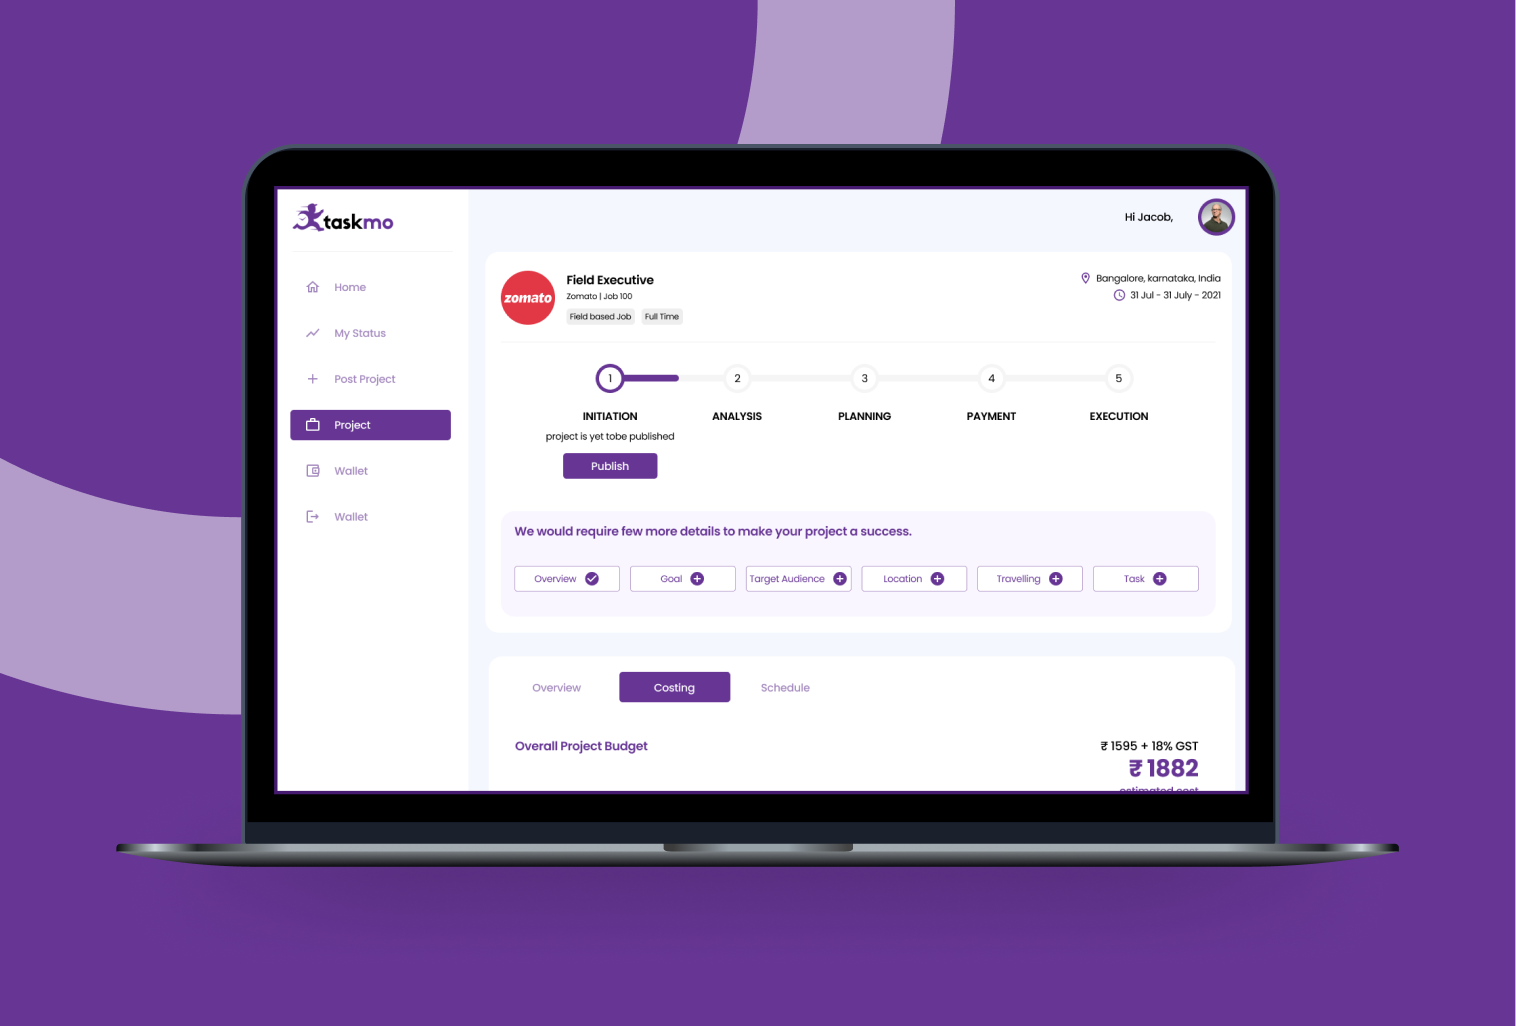 taskmo
Hi Jacob,
Home
My Status
Post Project
Project
Wallet
Wallet
zomato
Field Executive
Zomato | Job 100
Field based Job Full Time
Bangalore, karnataka, India
31 Jul - 31 July - 2021
1 2 3 4 5
INITIATION ANALYSIS PLANNING PAYMENT EXECUTION
project is yet tobe published
Publish
We would require few more details to make your project a success.
Overview Goal Target Audience Location Travelling Task
Overview Costing Schedule
Overall Project Budget
₹ 1595 + 18% GST
₹ 1882
estimated cost